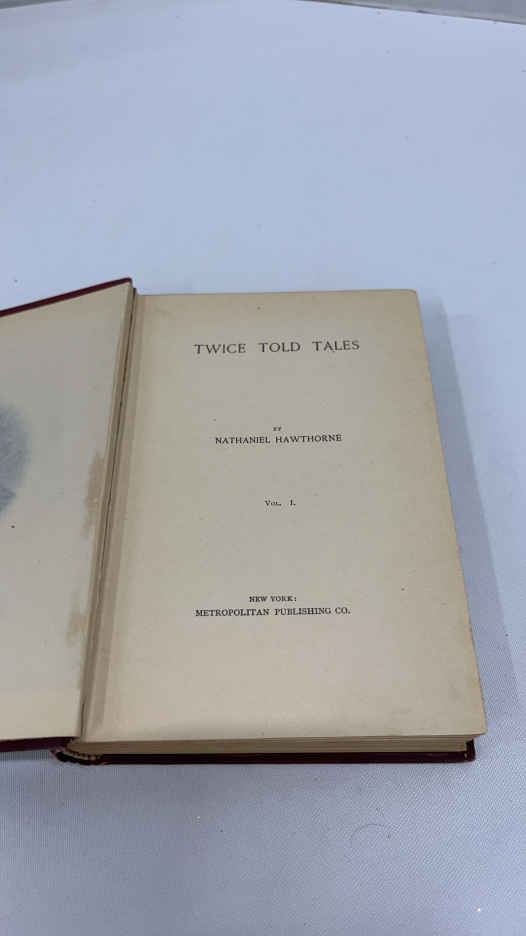 TWICE TOLD TALES
BY
NATHANIEL HAWTHORNE
VOL. I.
NEW YORK:
METROPOLITAN PUBLISHING CO.